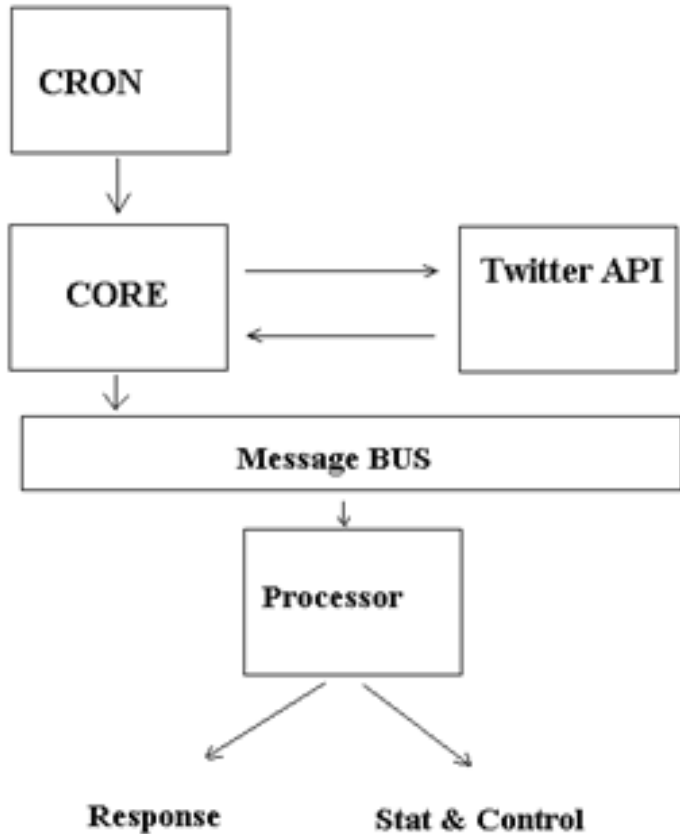 CRON
CORE
Twitter API
Message BUS
Processor
Response
Stat & Control